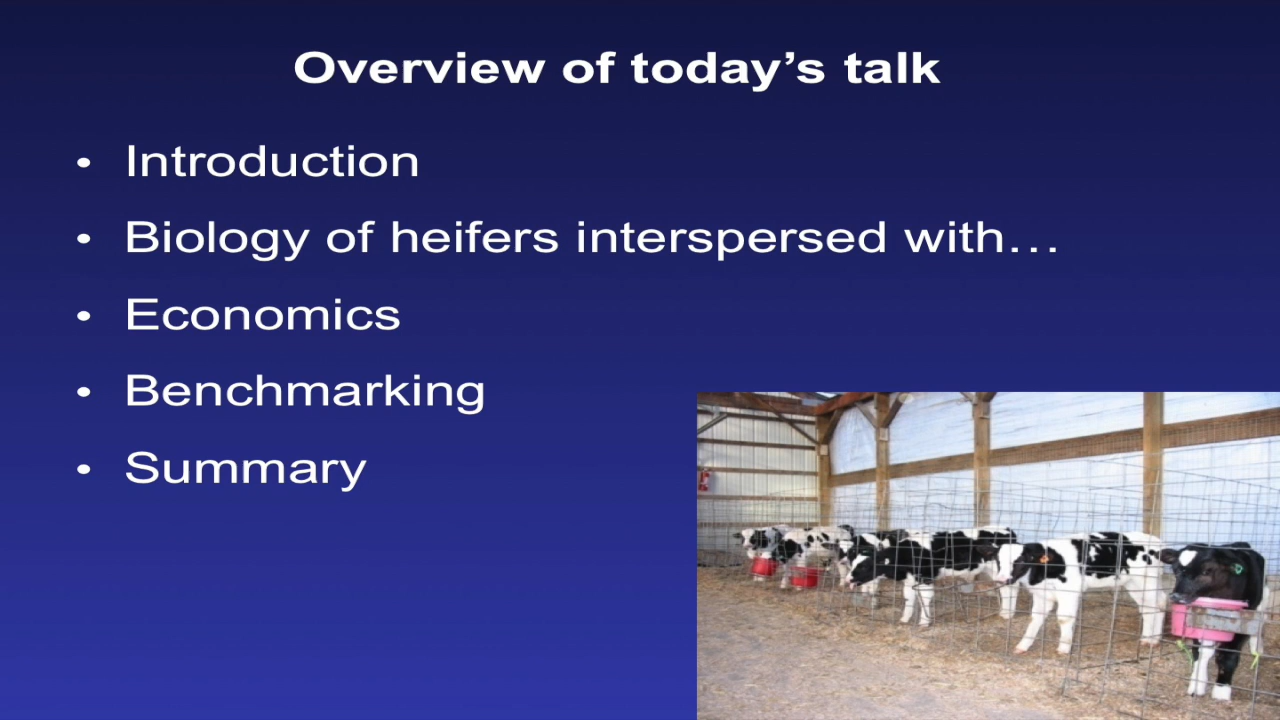 Overview of today’s talk
• Introduction
• Biology of heifers interspersed with…
• Economics
• Benchmarking
• Summary